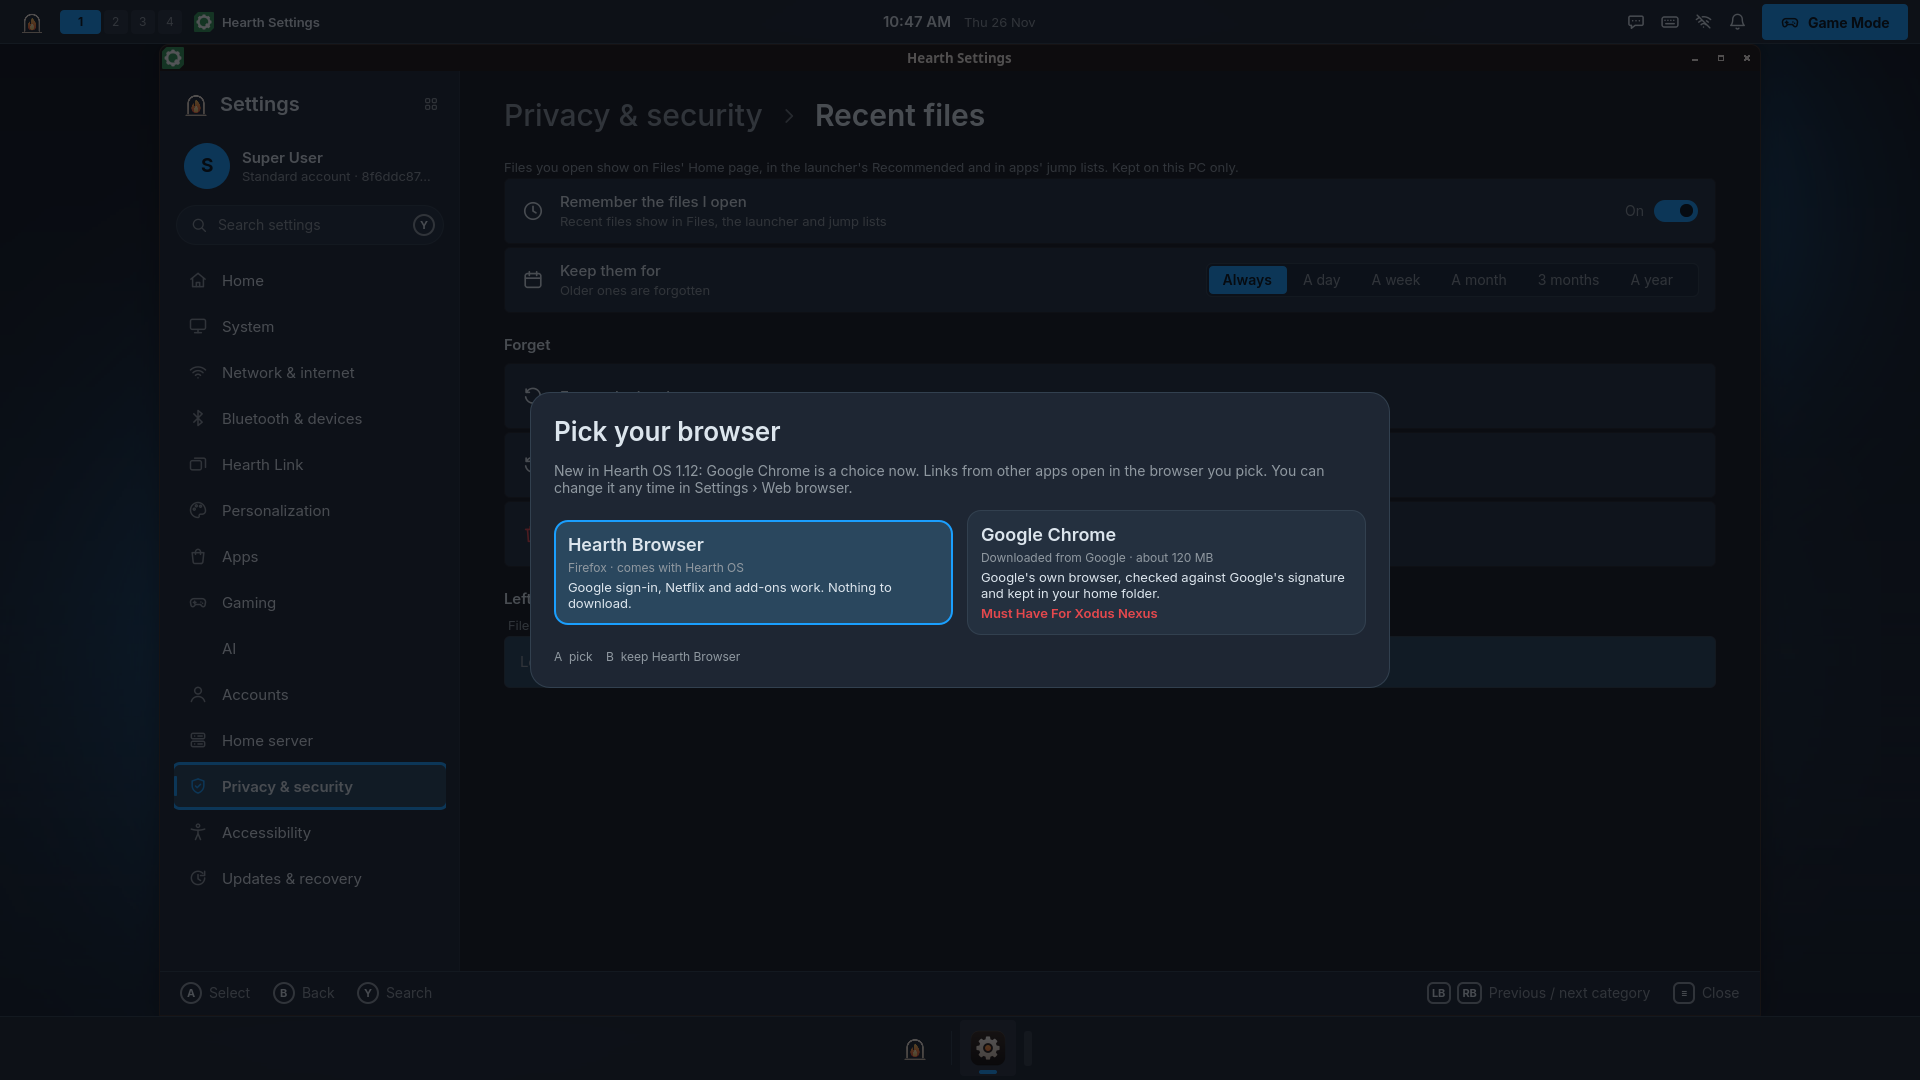 1 2 3 4 Hearth Settings
10:47 AM Thu 26 Nov
Game Mode
Hearth Settings
Settings
S
Super User
Standard account · 8f6ddc87...
Search settings Y
Home
System
Network & internet
Bluetooth & devices
Hearth Link
Personalization
Apps
Gaming
AI
Accounts
Home server
Privacy & security
Accessibility
Updates & recovery
Privacy & security › Recent files
Files you open show on Files' Home page, in the launcher's Recommended and in apps' jump lists. Kept on this PC only.
Remember the files I open
Recent files show in Files, the launcher and jump lists
On
Keep them for
Older ones are forgotten
Always A day A week A month 3 months A year
Forget
Pick your browser
New in Hearth OS 1.12: Google Chrome is a choice now. Links from other apps open in the browser you pick. You can
change it any time in Settings › Web browser.
Hearth Browser
Firefox · comes with Hearth OS
Google sign-in, Netflix and add-ons work. Nothing to
download.
Google Chrome
Downloaded from Google · about 120 MB
Google's own browser, checked against Google's signature
and kept in your home folder.
Must Have For Xodus Nexus
A pick B keep Hearth Browser
Left
File
A Select B Back Y Search
LB RB Previous / next category ≡ Close